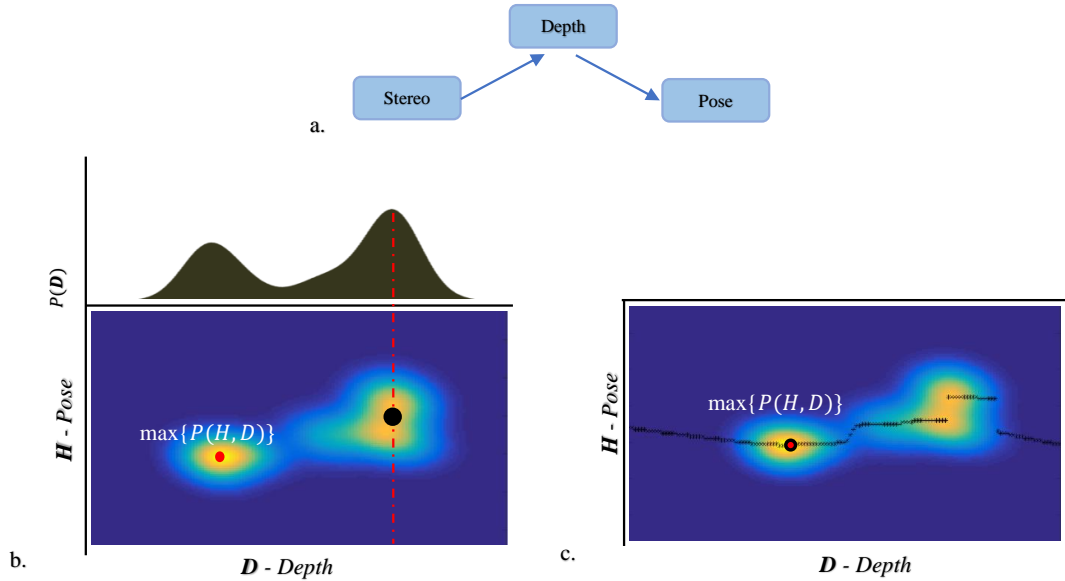 Depth
Stereo
Pose
a.
P(D)
H - Pose
max{P(H, D)}
D - Depth
b.
H - Pose
max{P(H, D)}
D - Depth
c.